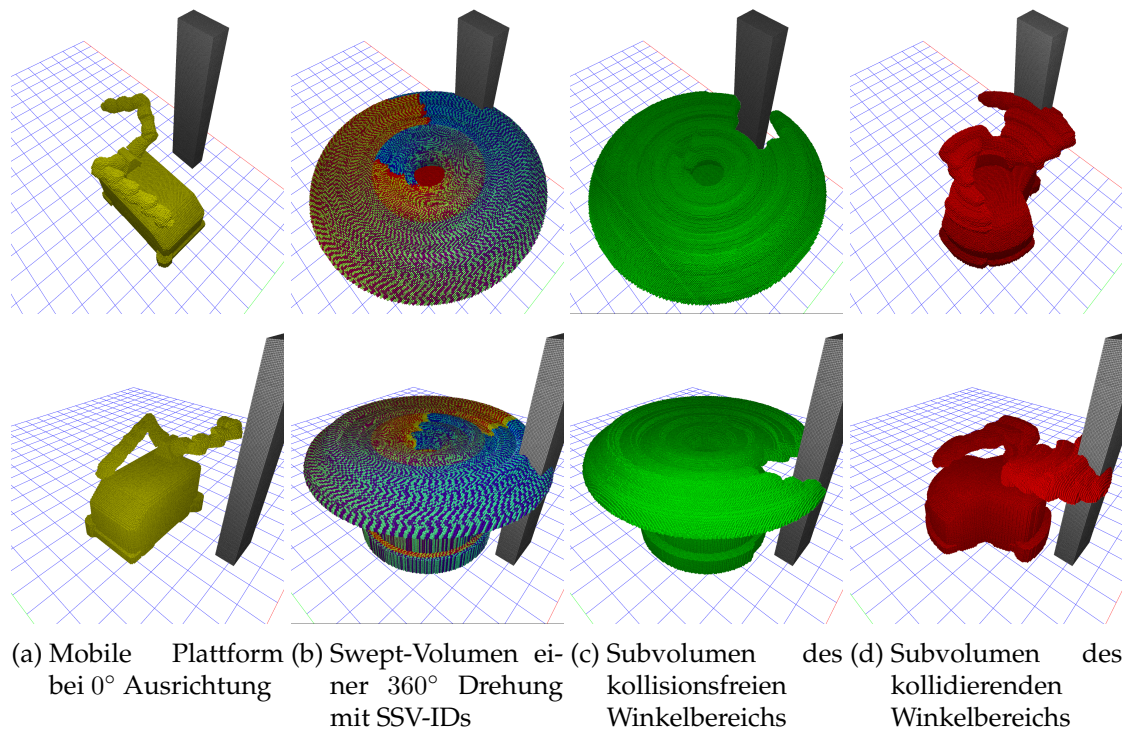 (a) Mobile Plattform
bei 0° Ausrichtung
(b) Swept-Volumen ei-
ner 360° Drehung
mit SSV-IDs
(c) Subvolumen des
kollisionsfreien
Winkelbereichs
(d) Subvolumen des
kollidierenden
Winkelbereichs